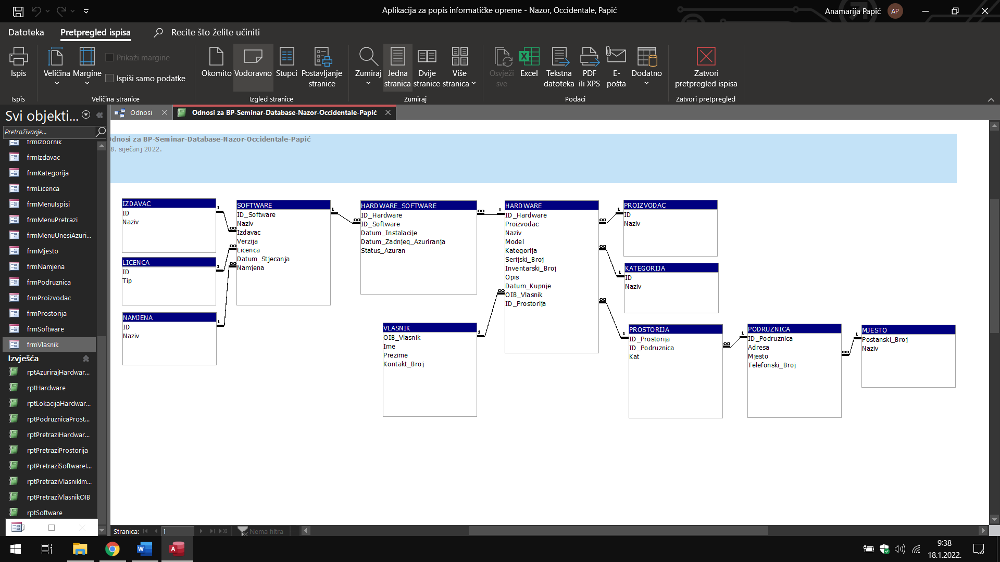 Aplikacija za popis informatičke opreme - Nazor, Occidentale, Papić
Anamarija Papić
AP
Datoteka
Pretpregled ispisa
Recite što želite učiniti
Ispis
Veličina
Margine
Prikaži margine
Ispiši samo podatke
Okomito
Vodoravno
Stupci
Postavljanje
stranice
Zumiraj
Jedna
stranica
Dvije
stranice
Više
stranica
Osvježi
sve
Excel
Tekstna
datoteka
PDF
ili XPS
E-
pošta
Dodatno
Zatvori
pretpregled ispisa
Ispis
Veličina stranice
Izgled stranice
Zumiraj
Podaci
Zatvori pretpregled
Svi objekti...
Pretraživanje...
frmIzbornik
frmIzdavac
frmKategorija
frmLicenca
frmMenuIspisi
frmMenuPretrazi
frmMenuUnesiAzuri...
frmMjesto
frmNamjena
frmPodruznica
frmProizvodac
frmProstorija
frmSoftware
frmVlasnik
Izvješća
rptAzurirajHardwar...
rptHardware
rptLokacijaHardwar...
rptPodruznicaProst...
rptPretraziHardwar...
rptPretraziProstorija
rptPretraziSoftwareI...
rptPretraziVlasnikIm...
rptPretraziVlasnikOIB
rptSoftware
Odnosi
Odnosi za BP-Seminar-Database-Nazor-Occidentale-Papić
Odnosi za BP-Seminar-Database-Nazor-Occidentale-Papić
8. siječanj 2022.
IZDAVAC
ID
Naziv
LICENCA
ID
Tip
NAMJENA
ID
Naziv
SOFTWARE
ID_Software
Naziv
Izdavac
Verzija
Licenca
Datum_Stjecanja
Namjena
HARDWARE_SOFTWARE
ID_Hardware
ID_Software
Datum_Instalacije
Datum_Zadnjeg_Azuriranja
Status_Azuran
VLASNIK
OIB_Vlasnik
Ime
Prezime
Kontakt_Broj
HARDWARE
ID_Hardware
Proizvodac
Naziv
Model
Kategorija
Serijski_Broj
Inventarski_Broj
Opis
Datum_Kupnje
OIB_Vlasnik
ID_Prostorija
PROIZVODAC
ID
Naziv
KATEGORIJA
ID
Naziv
PROSTORIJA
ID_Prostorija
ID_Podruznica
Kat
PODRUZNICA
ID_Podruznica
Adresa
Mjesto
Telefonski_Broj
MJESTO
Postanski_Broj
Naziv
1 ∞
1 ∞
1 ∞
1 ∞
∞ 1
1 ∞
∞ 1
∞ 1
∞ 1
∞ 1
∞ 1
Stranica: 1
Nema filtra
9:38
18.1.2022.